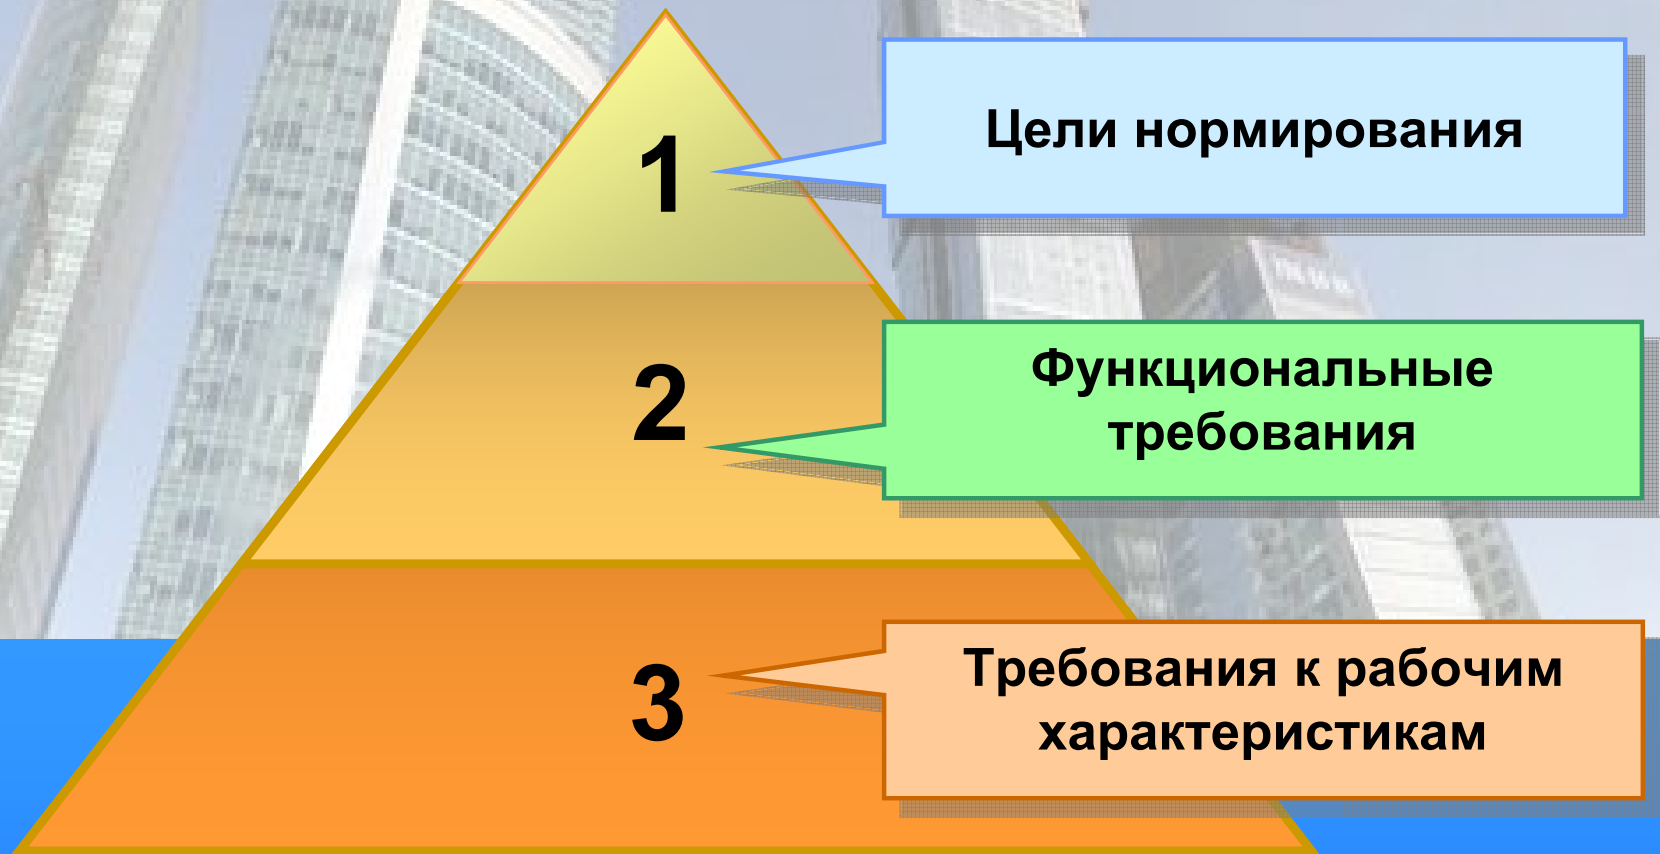 1
Цели нормирования
2
Функциональные
требования
3
Требования к рабочим
характеристикам